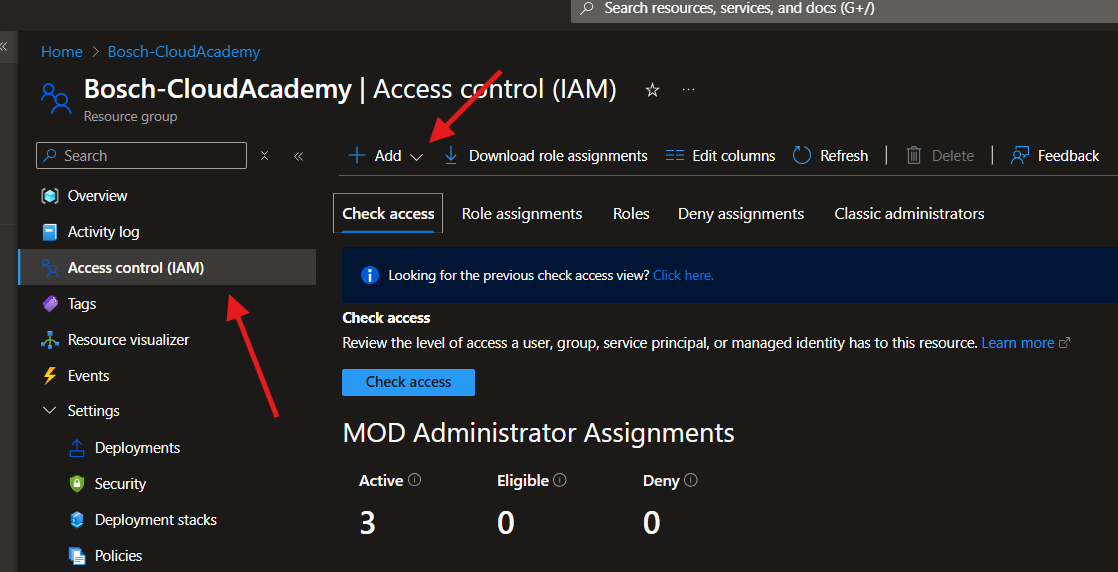 Search resources, services, and docs (G+/)
Home > Bosch-CloudAcademy
Bosch-CloudAcademy | Access control (IAM)
Resource group
Search
Add
Download role assignments
Edit columns
Refresh
Delete
Feedback
Overview
Activity log
Access control (IAM)
Tags
Resource visualizer
Events
Settings
Deployments
Security
Deployment stacks
Policies
Check access
Role assignments
Roles
Deny assignments
Classic administrators
Looking for the previous check access view? Click here.
Check access
Review the level of access a user, group, service principal, or managed identity has to this resource. Learn more
Check access
MOD Administrator Assignments
Active
Eligible
Deny
3
0
0